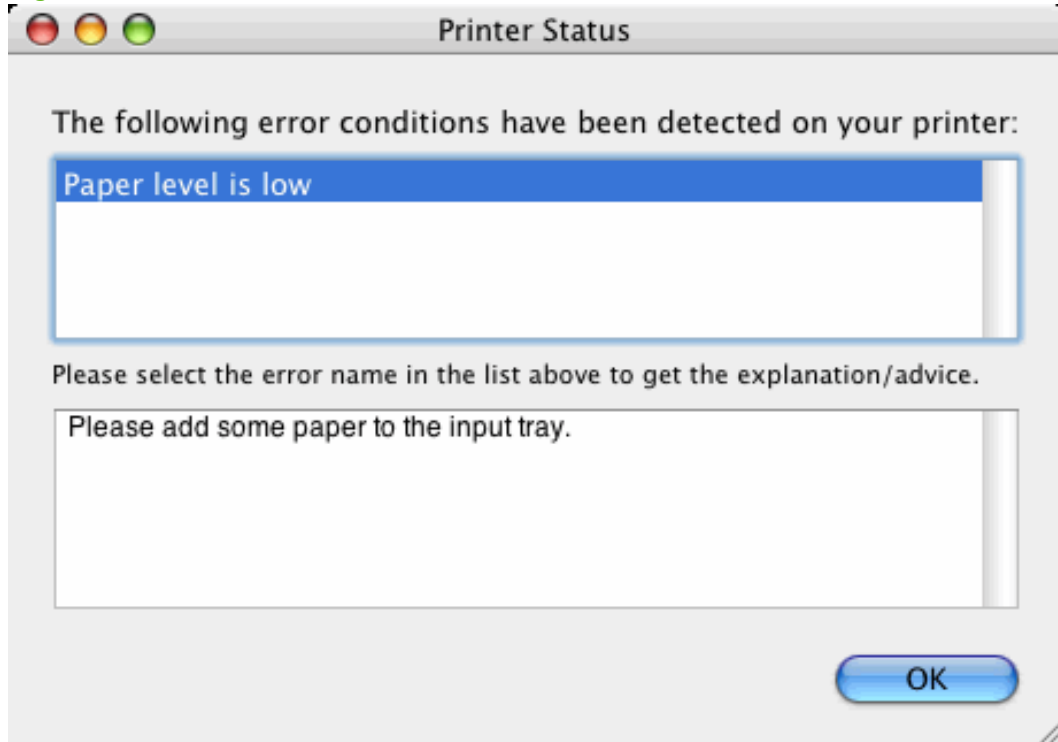 Printer Status
The following error conditions have been detected on your printer:
Paper level is low
Please select the error name in the list above to get the explanation/advice.
Please add some paper to the input tray.
OK